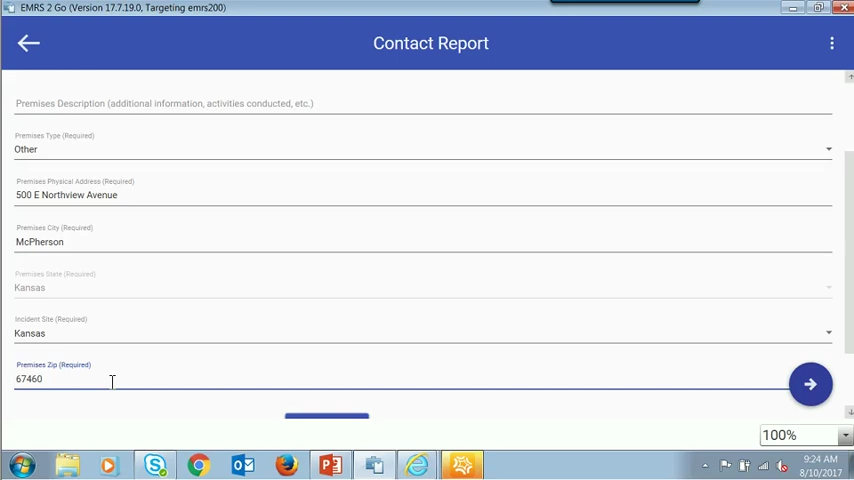 EMRS 2 Go (Version 17.7.19.0, Targeting emrs200)
Contact Report
Premises Description (additional information, activities conducted, etc.)
Premises Type (Required)
Other
Premises Physical Address (Required)
500 E Northview Avenue
Premises City (Required)
McPherson
Premises State (Required)
Kansas
Incident Site (Required)
Kansas
Premises Zip (Required)
67460
100%
9:24 AM
8/10/2017